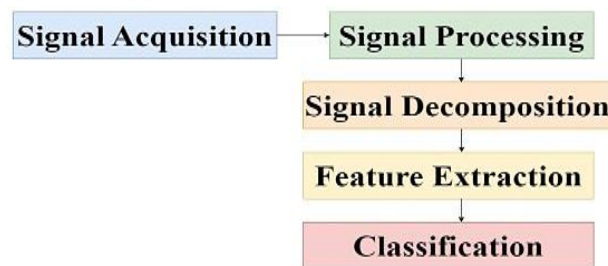 Signal Acquisition
Signal Processing
Signal Decomposition
Feature Extraction
Classification